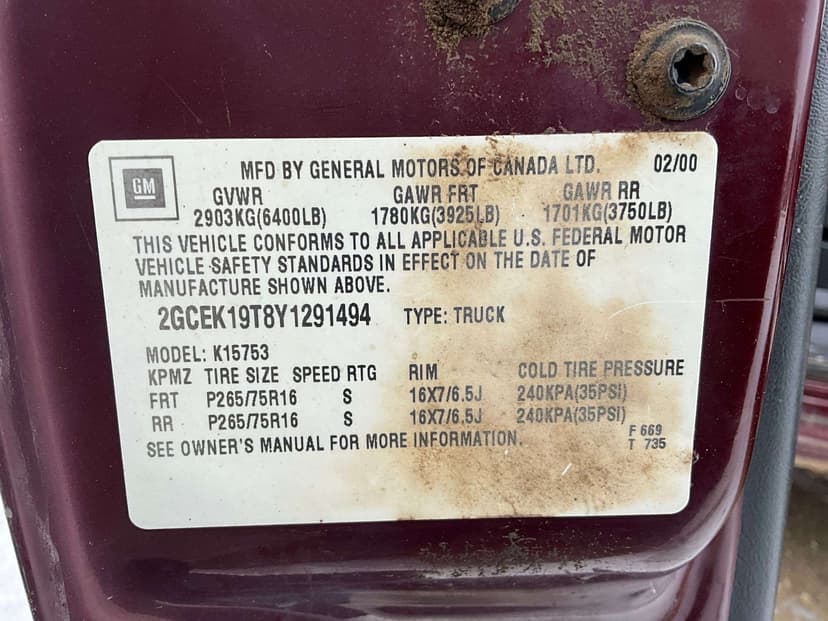 GM
MFD BY GENERAL MOTORS OF CANADA LTD. 02/00
GVWR GAWR FRT GAWR RR
2903KG(6400LB) 1780KG(3925LB) 1701KG(3750LB)
THIS VEHICLE CONFORMS TO ALL APPLICABLE U.S. FEDERAL MOTOR
VEHICLE SAFETY STANDARDS IN EFFECT ON THE DATE OF
MANUFACTURE SHOWN ABOVE.
2GCEK19T8Y1291494 TYPE: TRUCK
MODEL: K15753
KPMZ TIRE SIZE SPEED RTG RIM COLD TIRE PRESSURE
FRT P265/75R16 S 16X7/6.5J 240KPA(35PSI)
RR P265/75R16 S 16X7/6.5J 240KPA(35PSI)
SEE OWNER'S MANUAL FOR MORE INFORMATION. F 669
T 735